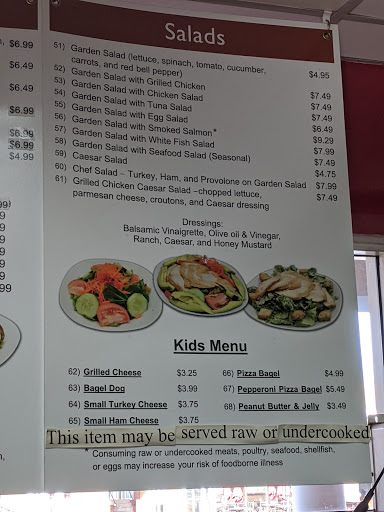 $6.99
$6.49
$6.49
$6.99
$6.99
$6.99
$4.99
Salads
51) Garden Salad (lettuce, spinach, tomato, cucumber,
carrots, and red bell pepper) $4.95
52) Garden Salad with Grilled Chicken $7.49
53) Garden Salad with Chicken Salad $7.49
54) Garden Salad with Tuna Salad $7.49
55) Garden Salad with Egg Salad $6.49
56) Garden Salad with Smoked Salmon* $9.29
57) Garden Salad with White Fish Salad $7.99
58) Garden Salad with Seafood Salad (Seasonal) $7.49
59) Caesar Salad $4.75
60) Chef Salad – Turkey, Ham, and Provolone on Garden Salad $7.99
61) Grilled Chicken Caesar Salad –chopped lettuce, $7.49
parmesan cheese, croutons, and Caesar dressing
Dressings:
Balsamic Vinaigrette, Olive oil & Vinegar,
Ranch, Caesar, and Honey Mustard
Kids Menu
62) Grilled Cheese $3.25
63) Bagel Dog $3.99
64) Small Turkey Cheese $3.75
65) Small Ham Cheese $3.75
66) Pizza Bagel $4.99
67) Pepperoni Pizza Bagel $5.49
68) Peanut Butter & Jelly $3.49
This item may be served raw or undercooked
* Consuming raw or undercooked meats, poultry, seafood, shellfish,
or eggs may increase your risk of foodborne illness